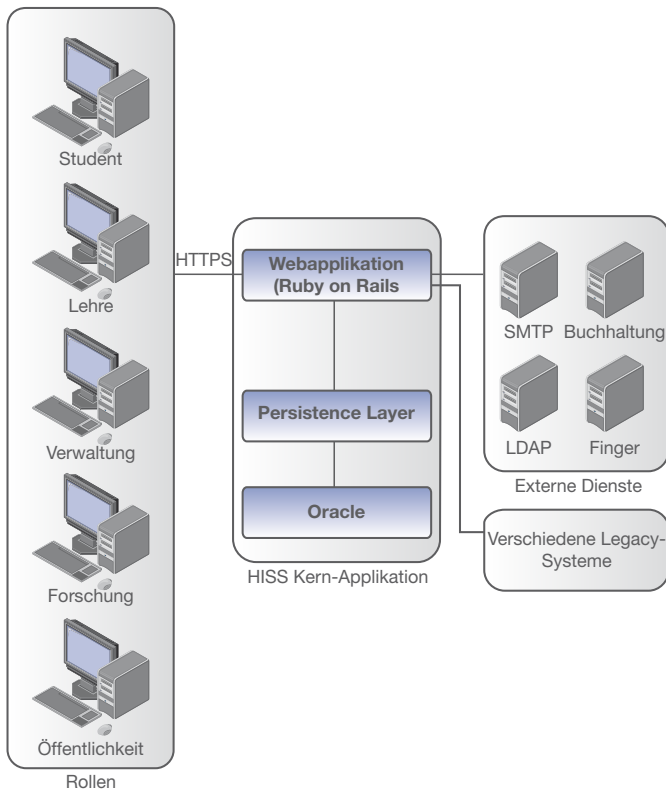 Student
Lehre
Verwaltung
Forschung
Öffentlichkeit
Rollen
HTTPS
Webapplikation
(Ruby on Rails
Persistence Layer
Oracle
HISS Kern-Applikation
SMTP
Buchhaltung
LDAP
Finger
Externe Dienste
Verschiedene Legacy-
Systeme